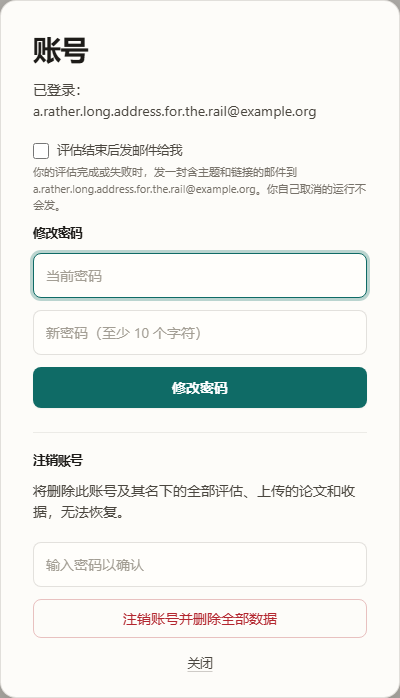 账号
已登录：
a.rather.long.address.for.the.rail@example.org
评估结束后发邮件给我
你的评估完成或失败时，发一封含主题和链接的邮件到
a.rather.long.address.for.the.rail@example.org。你自己取消的运行不
会发。
修改密码
当前密码
新密码（至少 10 个字符）
修改密码
注销账号
将删除此账号及其名下的全部评估、上传的论文和收
据，无法恢复。
输入密码以确认
注销账号并删除全部数据
关闭